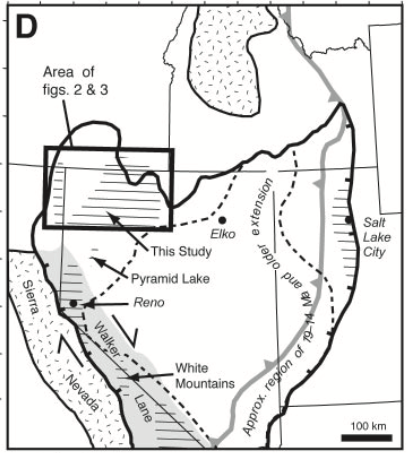 D
Area of
figs. 2 & 3
This Study
Elko
Salt
Lake
City
Pyramid Lake
Reno
Sierra
Nevada
Walker
Lane
White
Mountains
Approx. region of 19-14 Ma and older extension
100 km